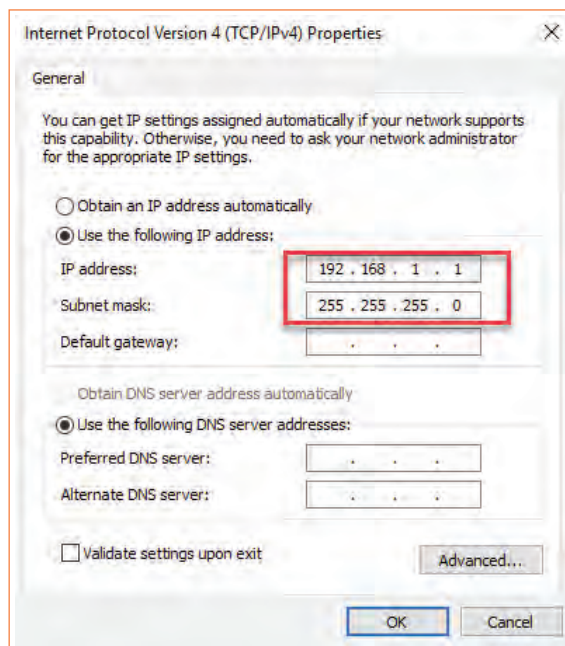 Internet Protocol Version 4 (TCP/IPv4) Properties
General
You can get IP settings assigned automatically if your network supports
this capability. Otherwise, you need to ask your network administrator
for the appropriate IP settings.
Obtain an IP address automatically
Use the following IP address:
IP address: 192 . 168 . 1 . 1
Subnet mask: 255 . 255 . 255 . 0
Default gateway: . . .
Obtain DNS server address automatically
Use the following DNS server addresses:
Preferred DNS server: . . .
Alternate DNS server: . . .
Validate settings upon exit
Advanced...
OK Cancel